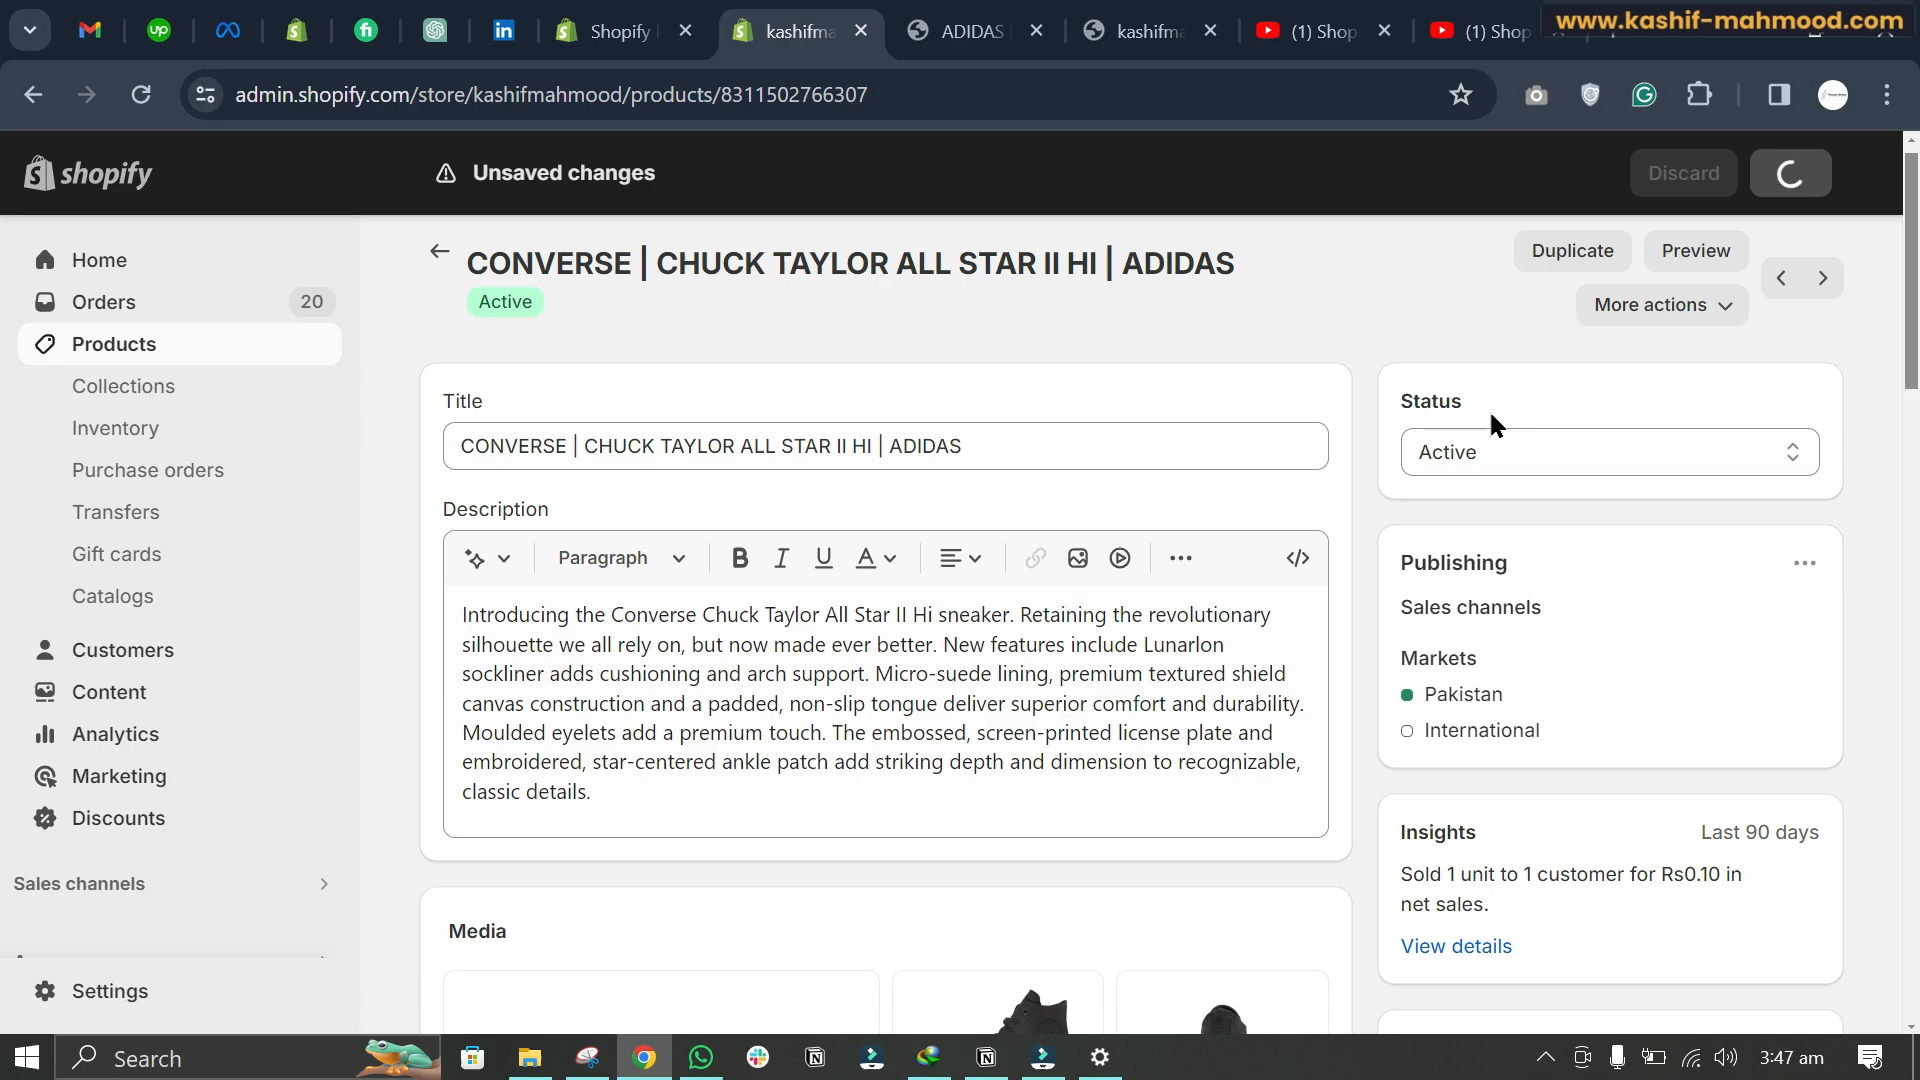 Shopify
kashifma
ADIDAS
kashifma
(1) Shop
(1) Shop
www.kashif-mahmood.com
admin.shopify.com/store/kashifmahmood/products/8311502766307
shopify
Unsaved changes
Discard
Home
Orders
20
Products
Collections
Inventory
Purchase orders
Transfers
Gift cards
Catalogs
Customers
Content
Analytics
Marketing
Discounts
Sales channels
Settings
CONVERSE | CHUCK TAYLOR ALL STAR II HI | ADIDAS
Active
Duplicate
Preview
More actions
Title
CONVERSE | CHUCK TAYLOR ALL STAR II HI | ADIDAS
Description
Paragraph
Introducing the Converse Chuck Taylor All Star II Hi sneaker. Retaining the revolutionary
silhouette we all rely on, but now made ever better. New features include Lunarlon
sockliner adds cushioning and arch support. Micro-suede lining, premium textured shield
canvas construction and a padded, non-slip tongue deliver superior comfort and durability.
Moulded eyelets add a premium touch. The embossed, screen-printed license plate and
embroidered, star-centered ankle patch add striking depth and dimension to recognizable,
classic details.
Media
Status
Active
Publishing
Sales channels
Markets
Pakistan
International
Insights
Last 90 days
Sold 1 unit to 1 customer for Rs0.10 in
net sales.
View details
Search
3:47 am